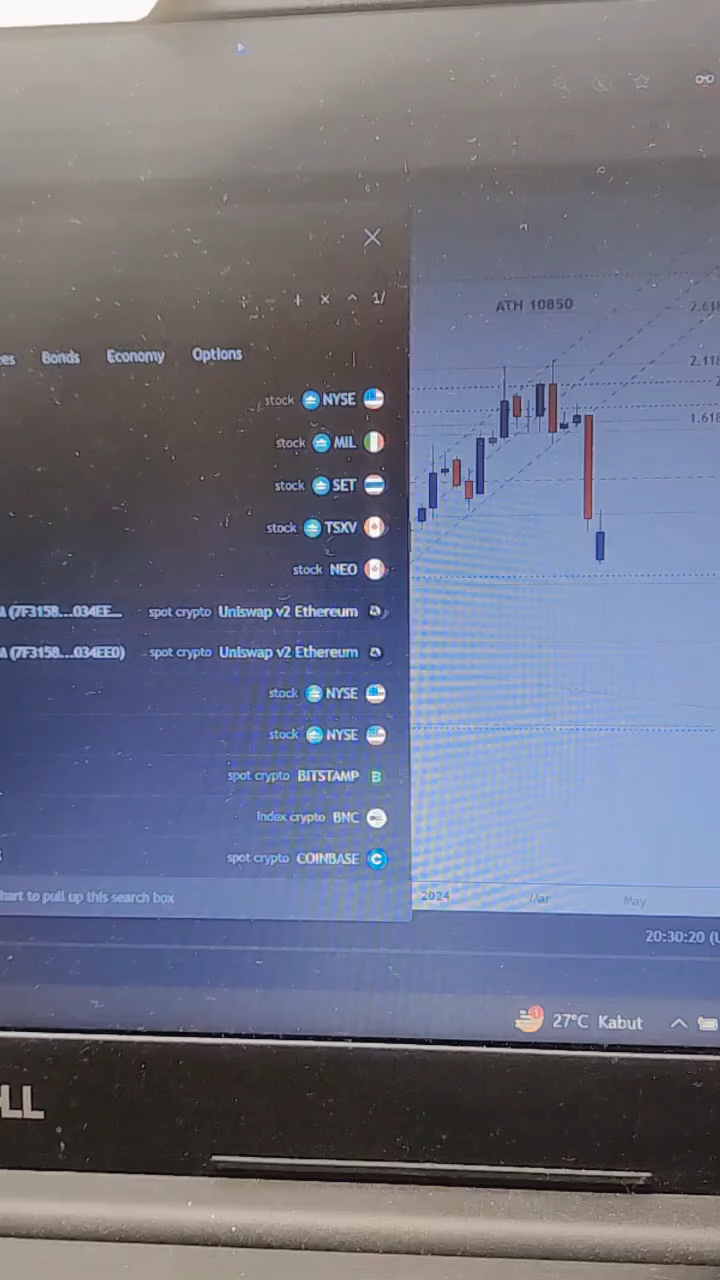 ATH 10850
2.618
1/
2.118
es Bonds Economy Options
stock NYSE
1.618
stock MIL
stock SET
stock TSXV
stock NEO
A (7F3158...034EE... spot crypto Uniswap v2 Ethereum
A (7F3158...034EE0) spot crypto Uniswap v2 Ethereum
stock NYSE
stock NYSE
spot crypto BITSTAMP B
index crypto BNC
spot crypto COINBASE C
hart to pull up this search box
2024 Mar May
20:30:20 (U
1
27°C Kabut
LL